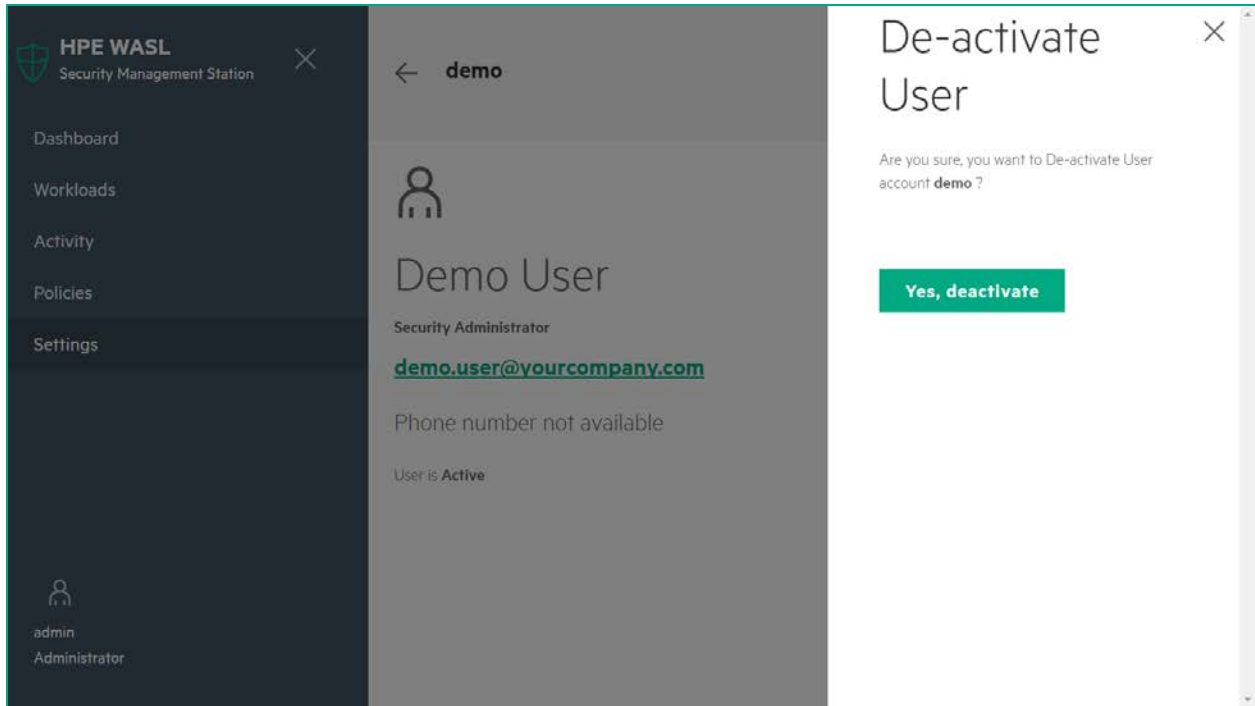 HPE WASL
Security Management Station
Dashboard
Workloads
Activity
Policies
Settings
admin
Administrator
demo
Demo User
Security Administrator
demo.user@yourcompany.com
Phone number not available
User is Active
De-activate
User
Are you sure, you want to De-activate User
account demo ?
Yes, deactivate